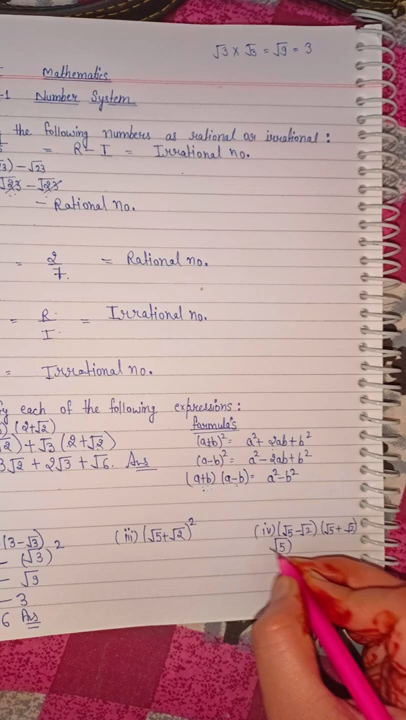 √3 × √3 = √9 = 3
Mathematics
-1 Number System
the following numbers as rational or irrational:
= R - I = Irrational no.
3) - √23
√23 - √23
- Rational no.
= 2/7 = Rational no.
= R/I = Irrational no.
= Irrational no.
fy each of the following expressions:
) (2+√2)
√2) + √3 (2+√2)
3√2 + 2√3 + √6. Ans
formula's
(a+b)² = a² + 2ab + b²
(a-b)² = a² - 2ab + b²
(a+b) (a-b) = a² - b²
(3-√3)
- (√3)²
- √9
- 3
6 Ans
(iii) (√5+√2)²
(iv) (√5-√2) (√5+√2)
√5)